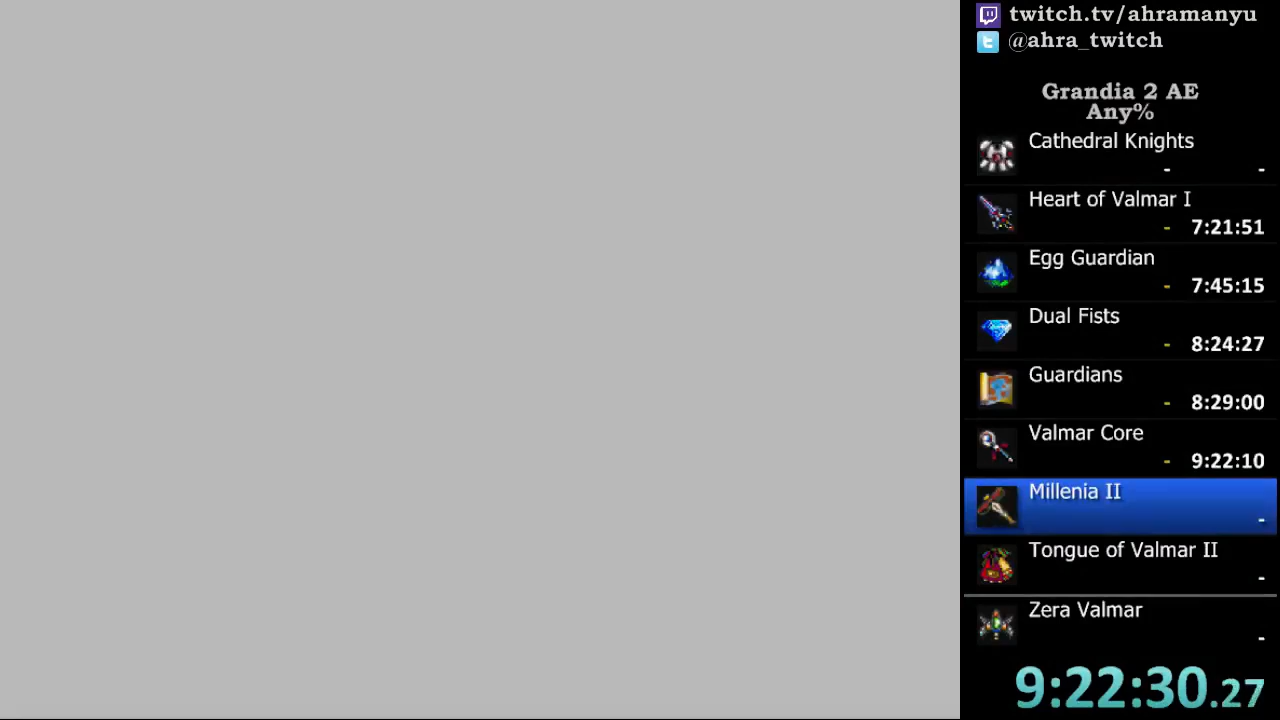 twitch.tv/ahramanyu
@ahra_twitch
Grandia 2 AE
Any%
Cathedral Knights
- -
Heart of Valmar I
- 7:21:51
Egg Guardian
- 7:45:15
Dual Fists
- 8:24:27
Guardians
- 8:29:00
Valmar Core
- 9:22:10
Millenia II
-
Tongue of Valmar II
-
Zera Valmar
-
9:22:30.27